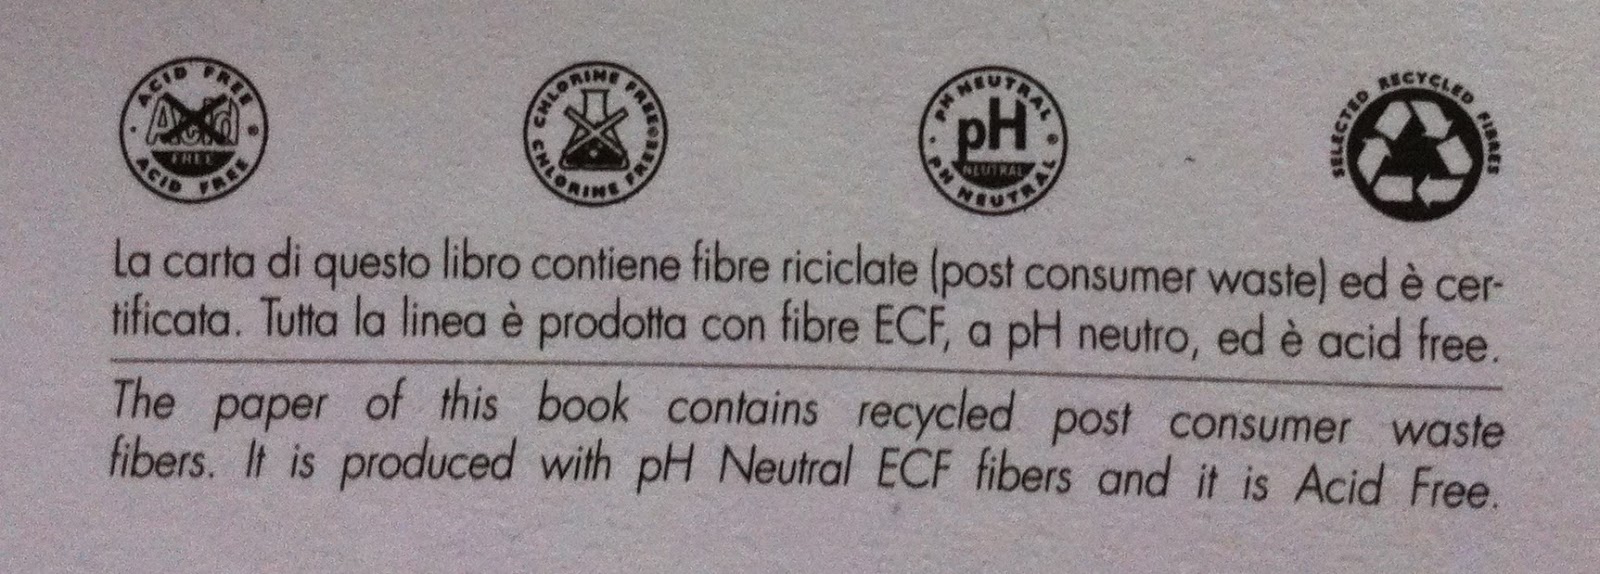 ACID FREE
Acid
FREE
ACID FREE
CHLORINE FREE
CHLORINE FREE
PH NEUTRAL
pH
NEUTRAL
PH NEUTRAL
SELECTED RECYCLED FIBRES
La carta di questo libro contiene fibre riciclate (post consumer waste) ed è cer-
tificata. Tutta la linea è prodotta con fibre ECF, a pH neutro, ed è acid free.
The paper of this book contains recycled post consumer waste
fibers. It is produced with pH Neutral ECF fibers and it is Acid Free.